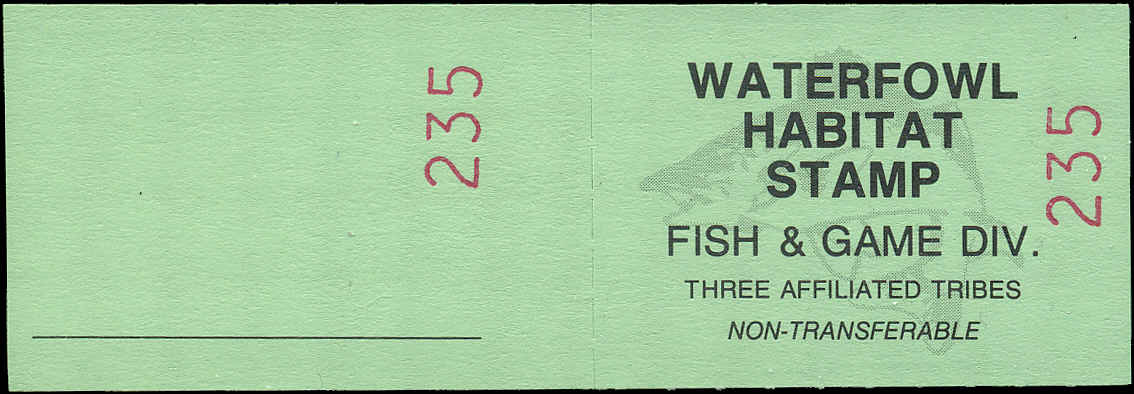 235
WATERFOWL
HABITAT
STAMP
FISH & GAME DIV.
THREE AFFILIATED TRIBES
NON-TRANSFERABLE
235